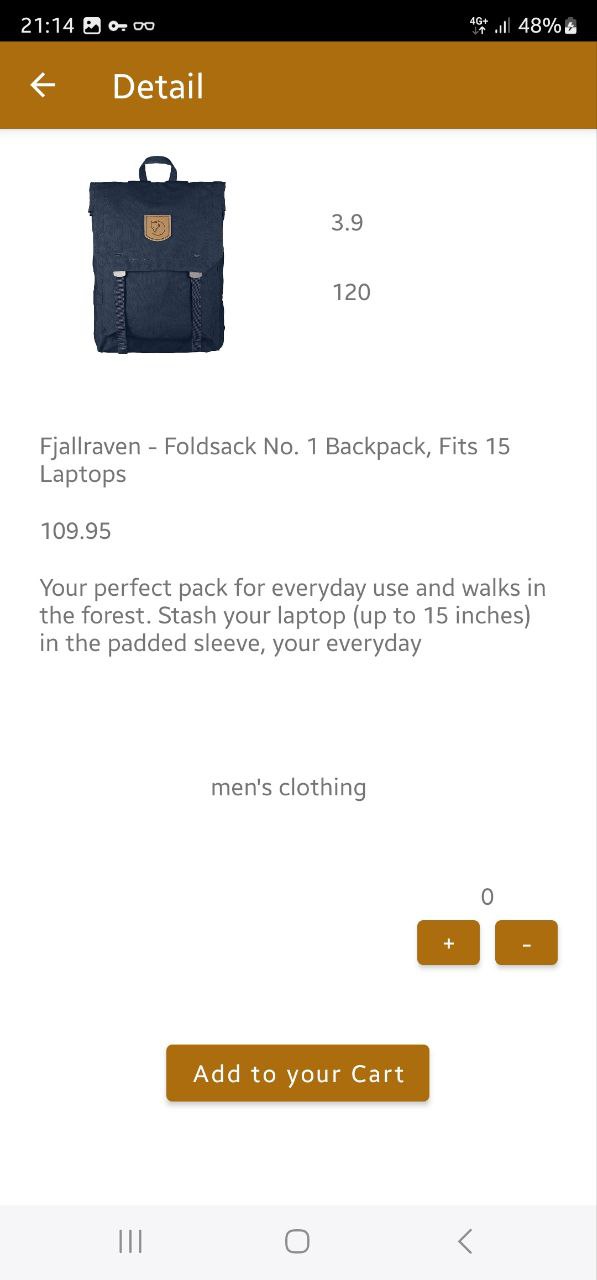 21:14 4G+ 48%
Detail
3.9
120
Fjallraven - Foldsack No. 1 Backpack, Fits 15
Laptops
109.95
Your perfect pack for everyday use and walks in
the forest. Stash your laptop (up to 15 inches)
in the padded sleeve, your everyday
men's clothing
0
+ -
Add to your Cart